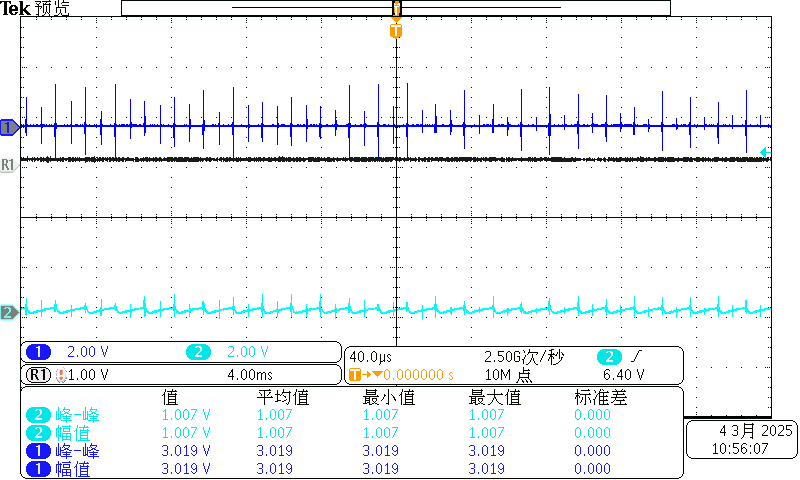 Tek 预览
T
1
R1
2
1 2.00 V 2 2.00 V
R1 1.00 V 4.00ms
40.0µs 2.50G次/秒 2
T 0.000000 s 10M 点 6.40 V
值 平均值 最小值 最大值 标准差
2 峰-峰 1.007 V 1.007 1.007 1.007 0.000
2 幅值 1.007 V 1.007 1.007 1.007 0.000
1 峰-峰 3.019 V 3.019 3.019 3.019 0.000
1 幅值 3.019 V 3.019 3.019 3.019 0.000
4 3月 2025
10:56:07